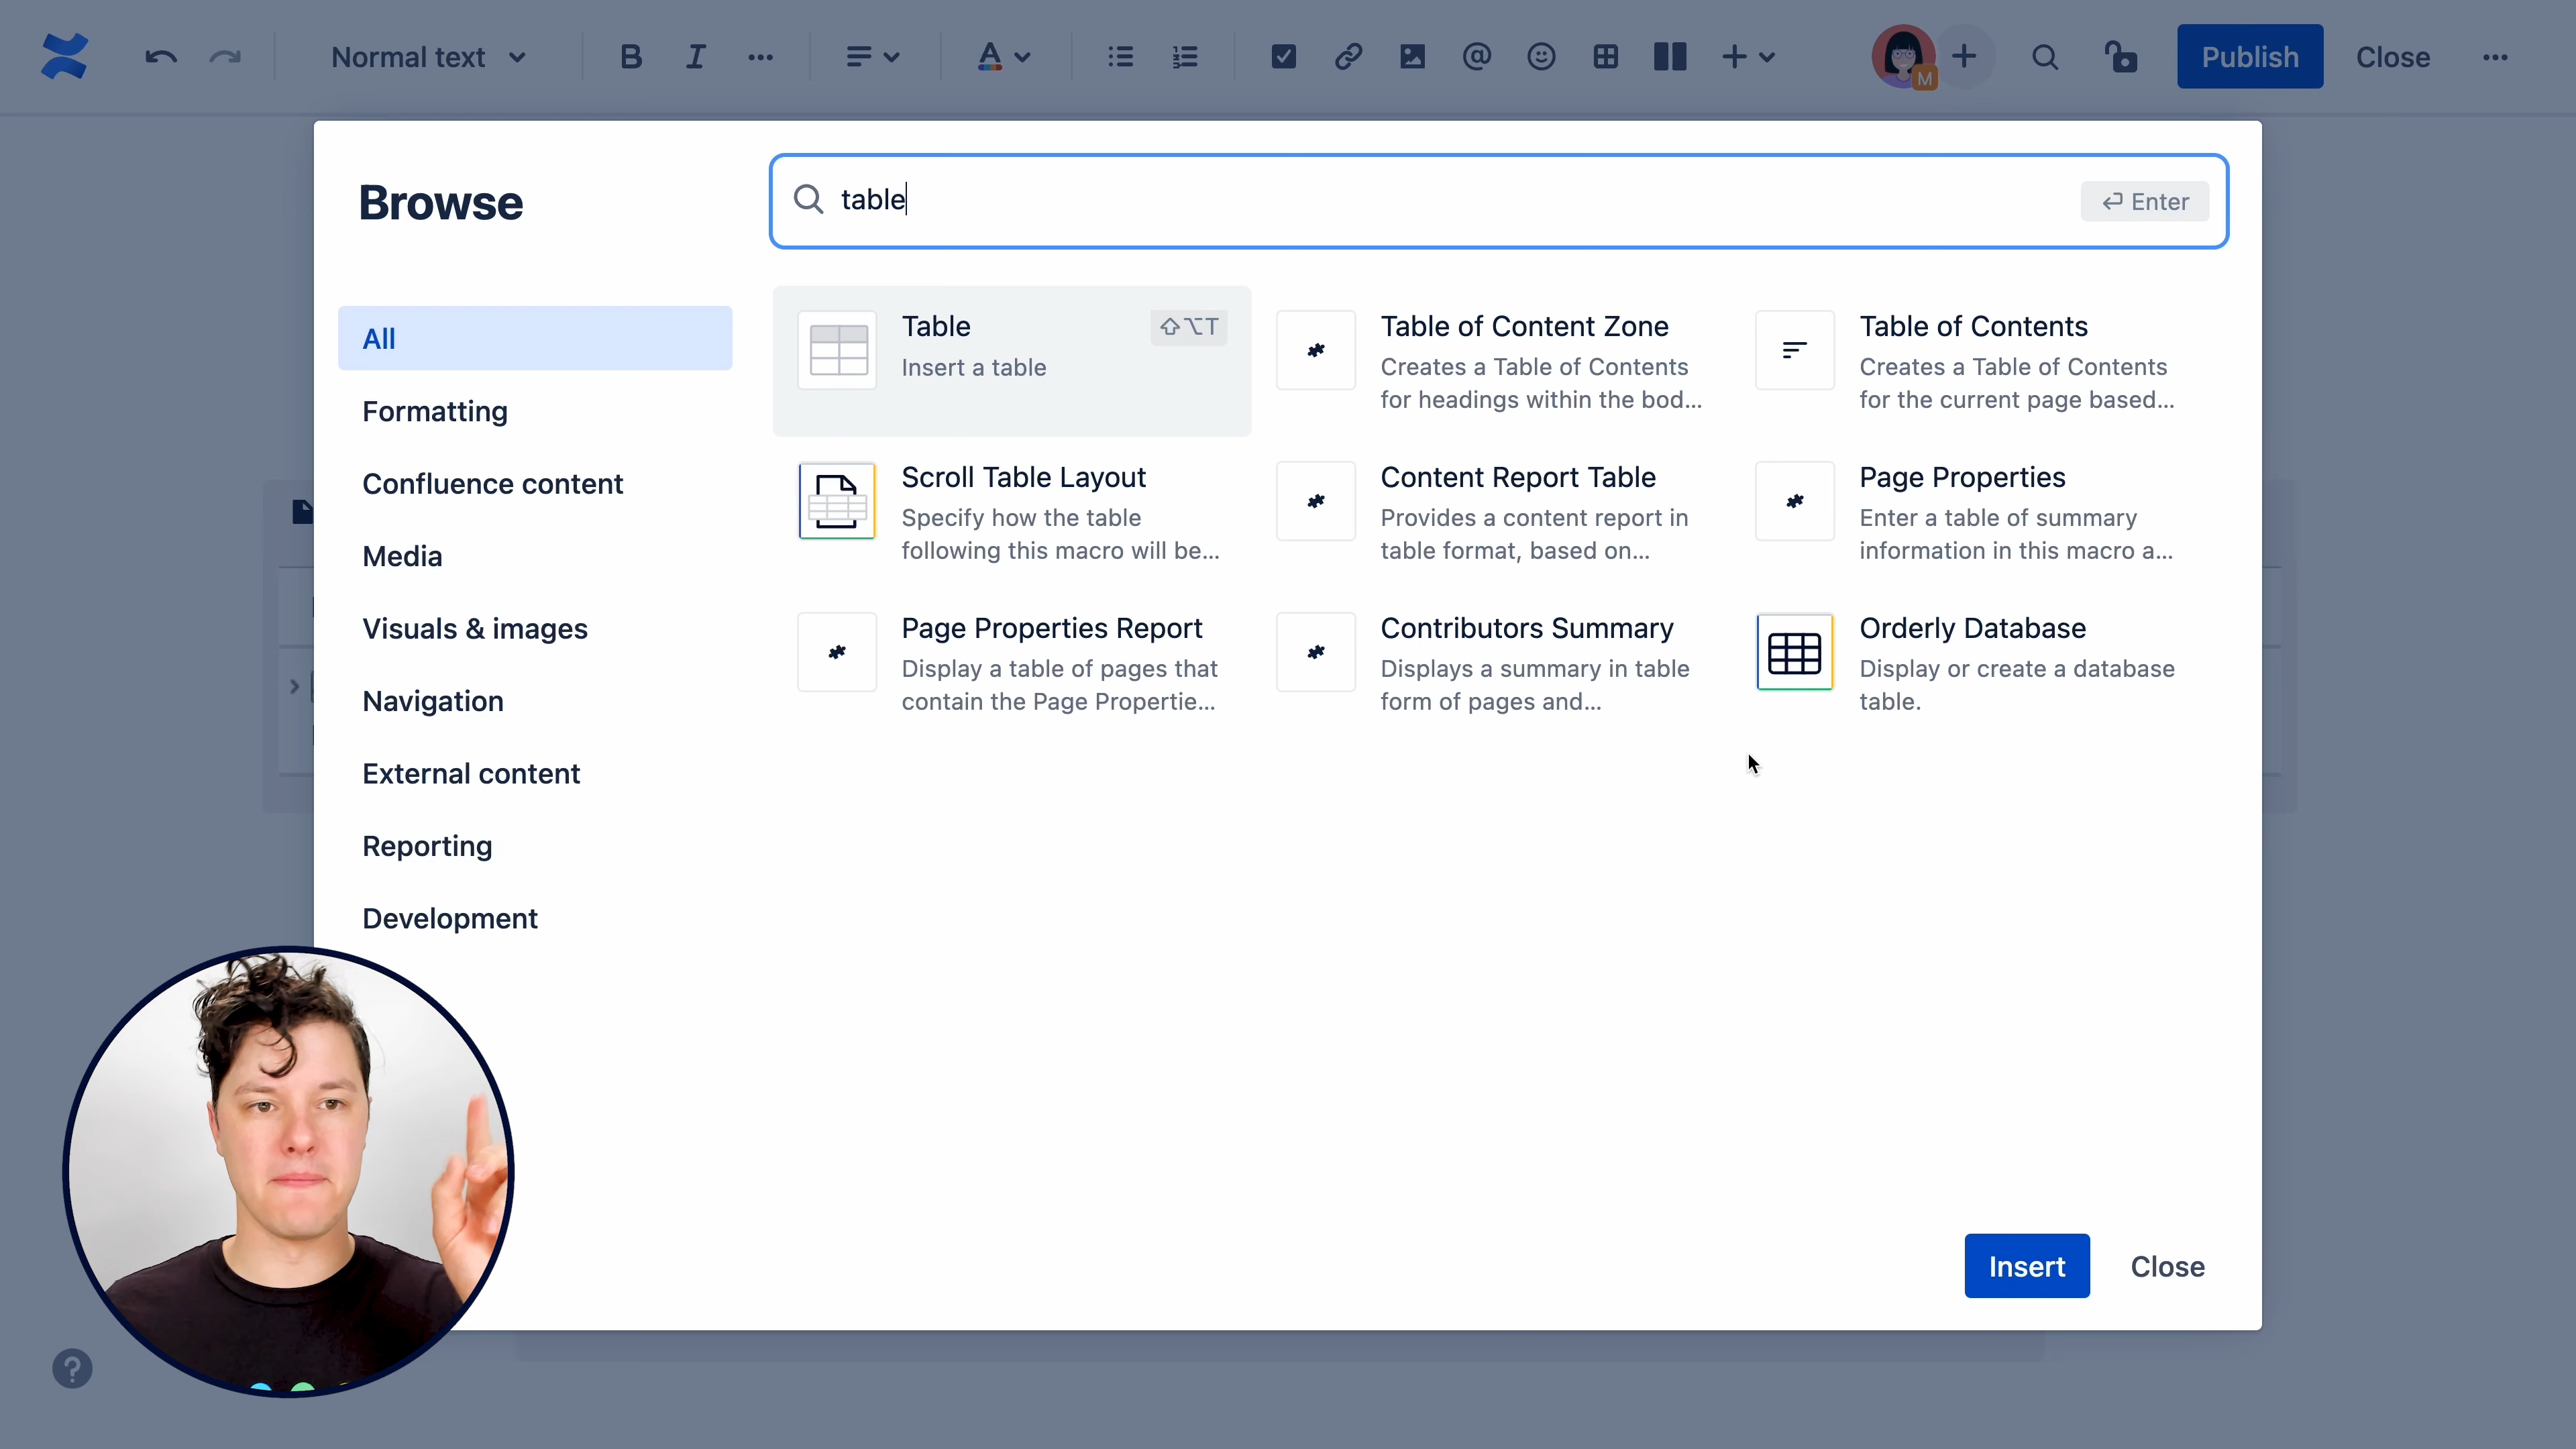 Normal text
B
I
A
M
Publish
Close
Browse
table
Enter
All
Formatting
Confluence content
Media
Visuals & images
Navigation
External content
Reporting
Development
Table
⇧⌥T
Insert a table
Table of Content Zone
Creates a Table of Contents
for headings within the bod...
Table of Contents
Creates a Table of Contents
for the current page based...
Scroll Table Layout
Specify how the table
following this macro will be...
Content Report Table
Provides a content report in
table format, based on...
Page Properties
Enter a table of summary
information in this macro a...
Page Properties Report
Display a table of pages that
contain the Page Propertie...
Contributors Summary
Displays a summary in table
form of pages and...
Orderly Database
Display or create a database
table.
Insert
Close